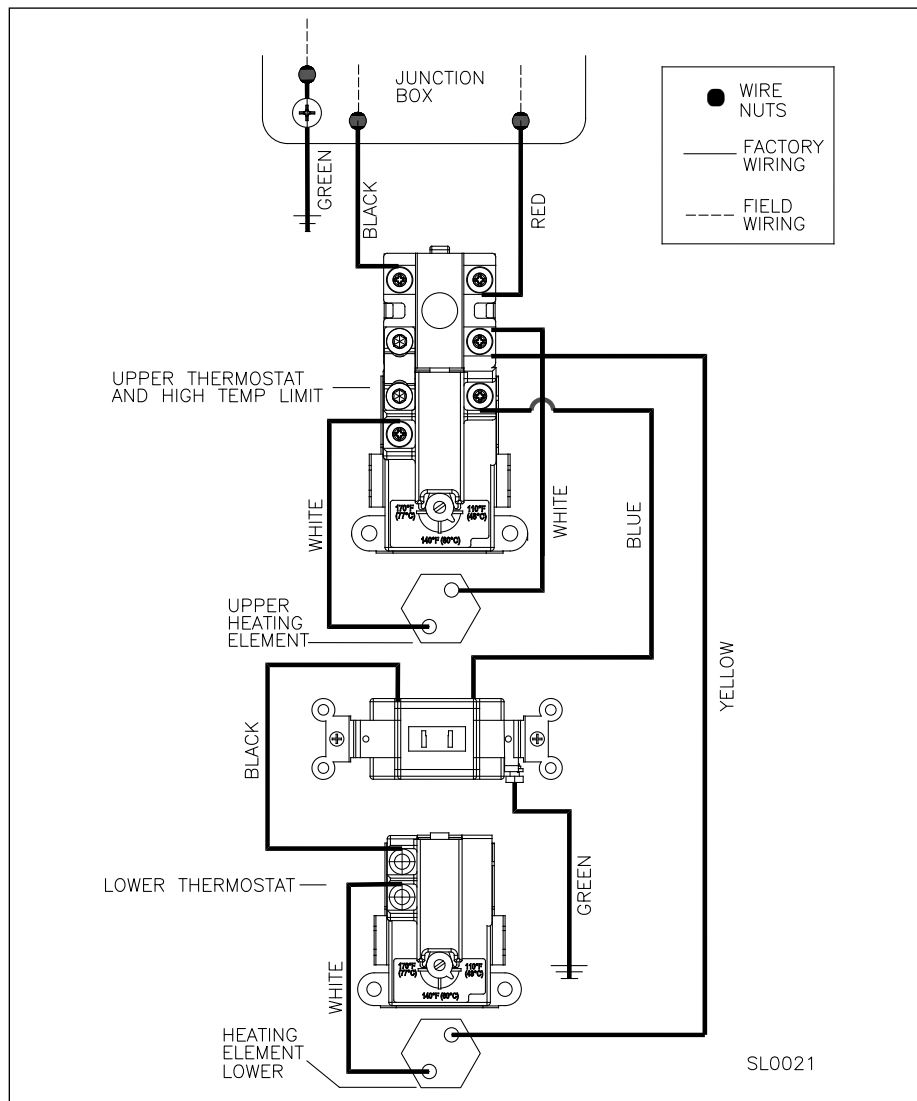 JUNCTION
BOX
WIRE
NUTS
FACTORY
WIRING
FIELD
WIRING
GREEN
BLACK
RED
UPPER THERMOSTAT
AND HIGH TEMP LIMIT
170°F
(77°C)
110°F
(48°C)
140°F (60°C)
WHITE
WHITE
BLUE
UPPER
HEATING
ELEMENT
YELLOW
BLACK
LOWER THERMOSTAT
GREEN
170°F
(77°C)
110°F
(48°C)
140°F (60°C)
WHITE
HEATING
ELEMENT
LOWER
SL0021